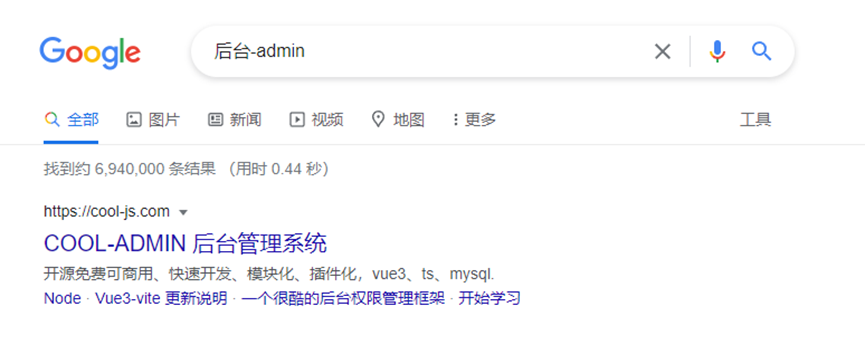 Google 后台-admin
全部 图片 新闻 视频 地图 更多 工具
找到约 6,940,000 条结果 （用时 0.44 秒）
https://cool-js.com
COOL-ADMIN 后台管理系统
开源免费可商用、快速开发、模块化、插件化，vue3、ts、mysql.
Node · Vue3-vite 更新说明 · 一个很酷的后台权限管理框架 · 开始学习